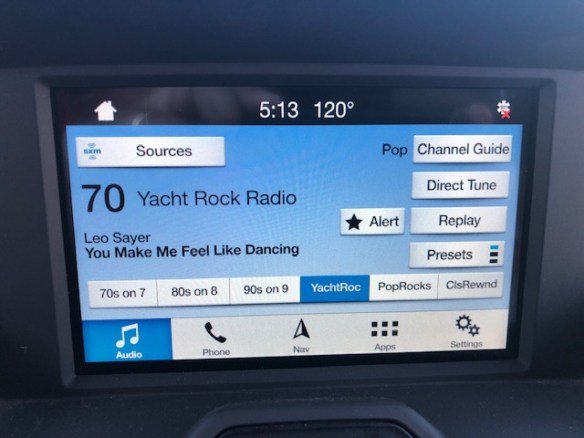 5:13 120°
sxm Sources
Pop Channel Guide
70 Yacht Rock Radio
Direct Tune
Alert Replay
Leo Sayer
You Make Me Feel Like Dancing
Presets
70s on 7 80s on 8 90s on 9 YachtRoc PopRocks ClsRewnd
Audio Phone Nav Apps Settings